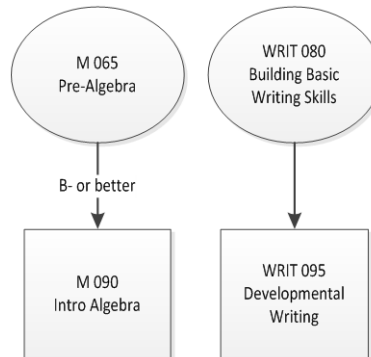 M 065
Pre-Algebra
WRIT 080
Building Basic
Writing Skills
B- or better
M 090
Intro Algebra
WRIT 095
Developmental
Writing